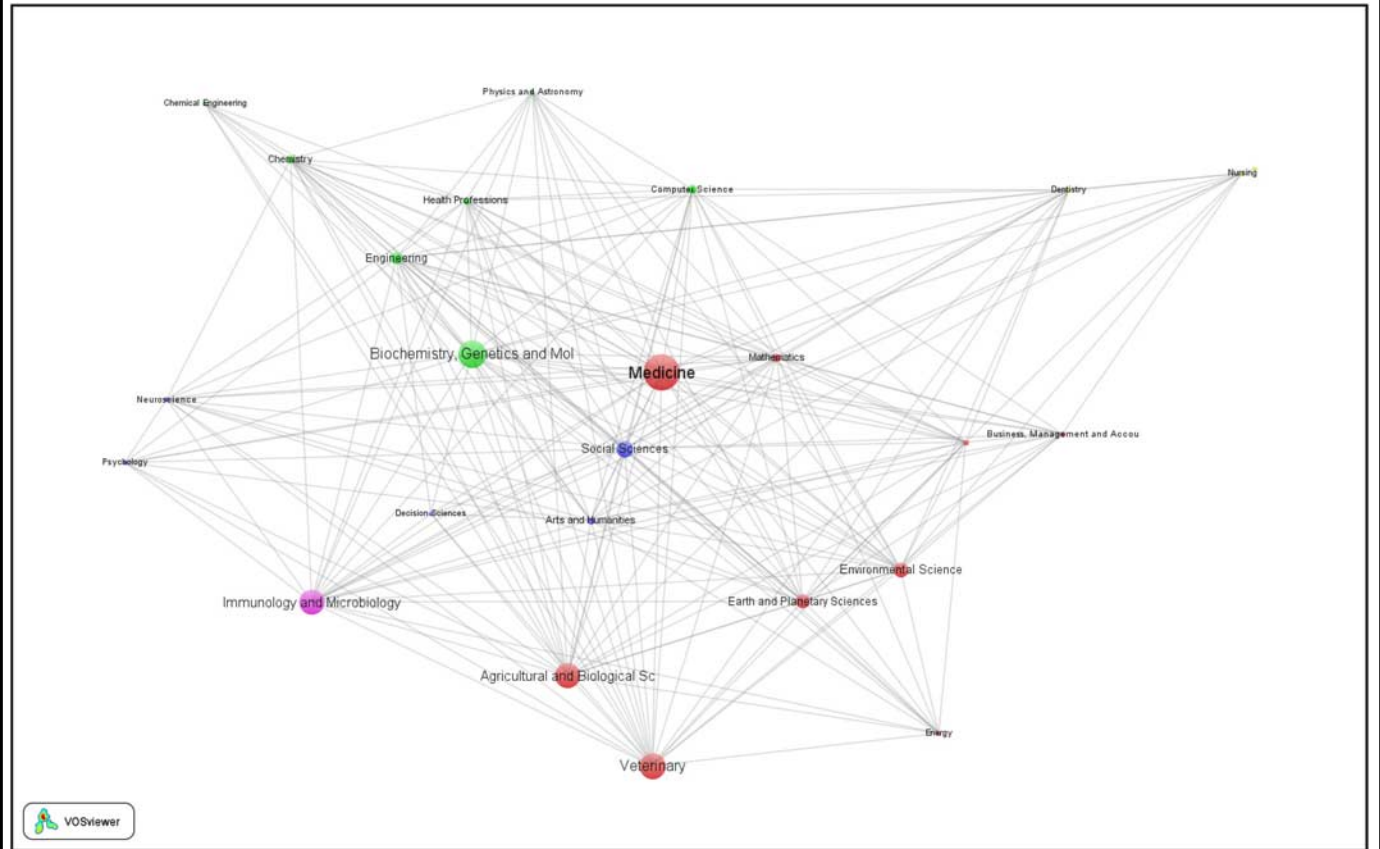 Physics and Astronomy
Chemical Engineering
Chemistry
Nursing
Computer Science
Dentistry
Health Professions
Engineering
Biochemistry, Genetics and Mol
Mathematics
Medicine
Neuroscience
Business, Management and Accou
Social Sciences
Psychology
Decision Sciences
Arts and Humanities
Environmental Science
Immunology and Microbiology
Earth and Planetary Sciences
Agricultural and Biological Sc
Energy
Veterinary
VOSviewer